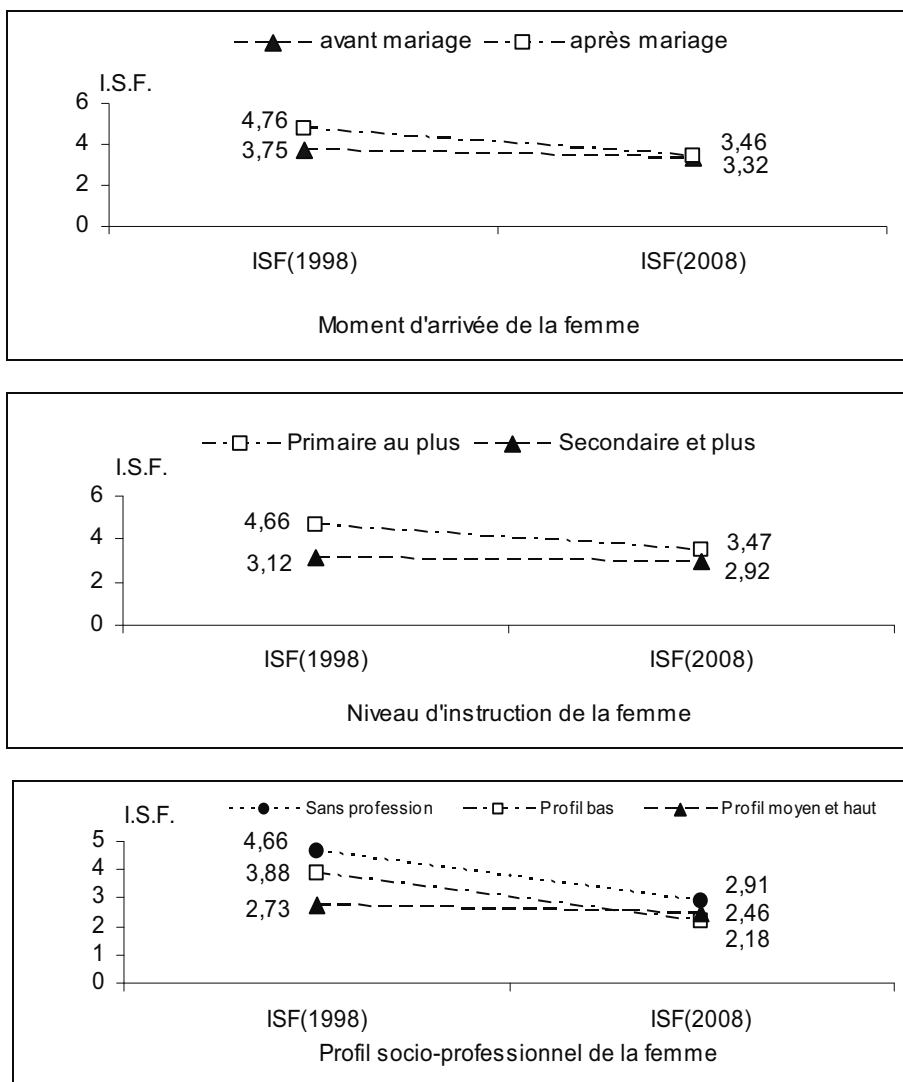 avant mariage après mariage
I.S.F.
6
4,76
3,46
4
3,75
3,32
2
0
ISF(1998) ISF(2008)
Moment d'arrivée de la femme
Primaire au plus Secondaire et plus
I.S.F.
6
4,66
3,47
4
3,12
2,92
2
0
ISF(1998) ISF(2008)
Niveau d'instruction de la femme
I.S.F.
Sans profession Profil bas Profil moyen et haut
4,66
5
3,88
4
2,91
3
2,73
2,46
2
2,18
1
0
ISF(1998) ISF(2008)
Profil socio-professionnel de la femme